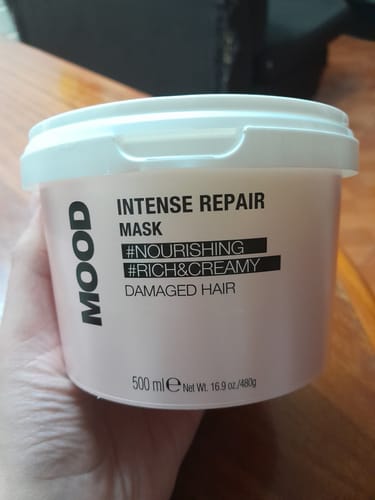 MOOD
INTENSE REPAIR
MASK
#NOURISHING
#RICH&CREAMY
DAMAGED HAIR
500 ml ℮ Net Wt. 16.9 oz./480g